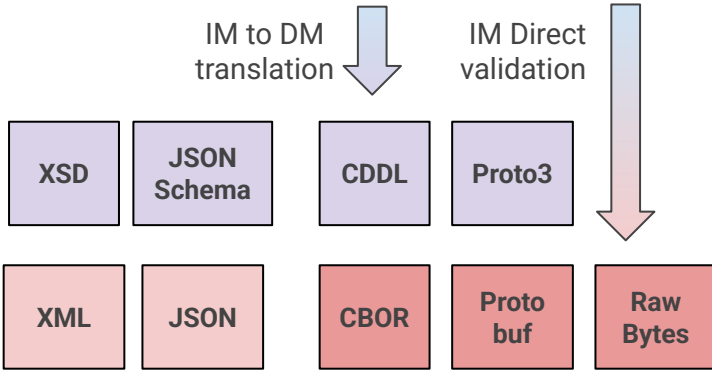 IM to DM
translation
IM Direct
validation
XSD
JSON
Schema
CDDL
Proto3
XML
JSON
CBOR
Proto
buf
Raw
Bytes